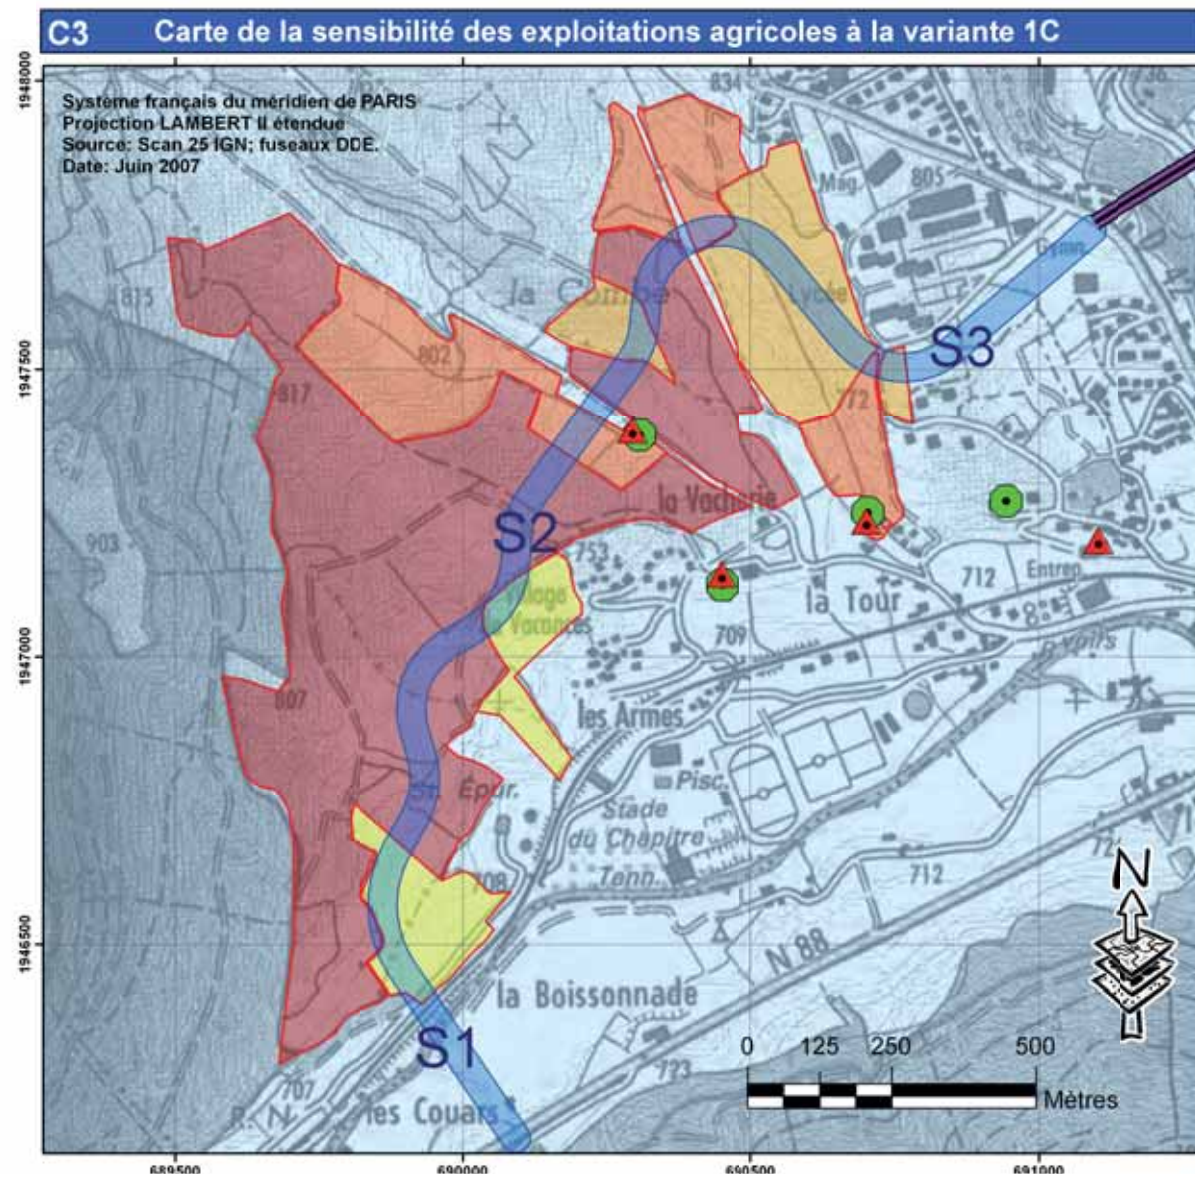 C3 Carte de la sensibilité des exploitations agricoles à la variante 1C
Système français du méridien de PARIS
Projection LAMBERT II étendue
Source: Scan 25 IGN; fuseaux DDE.
Date: Juin 2007
1948000
1947500
1947000
1946500
834
Mag.
805
Gymn.
815
la Combe
Lycée
802
S3
817
772
la Vacherie
S2
903
753
Village
Vacances
712
Entrep.
la Tour
709
807
les Armes
St. Épur.
Pisc.
Stade
du Chapitre
Tenn.
708
712
N
N 88
la Boissonnade
S1
723
707
R. N
les Couars
0 125 250 500
Mètres
689500 690000 690500 691000